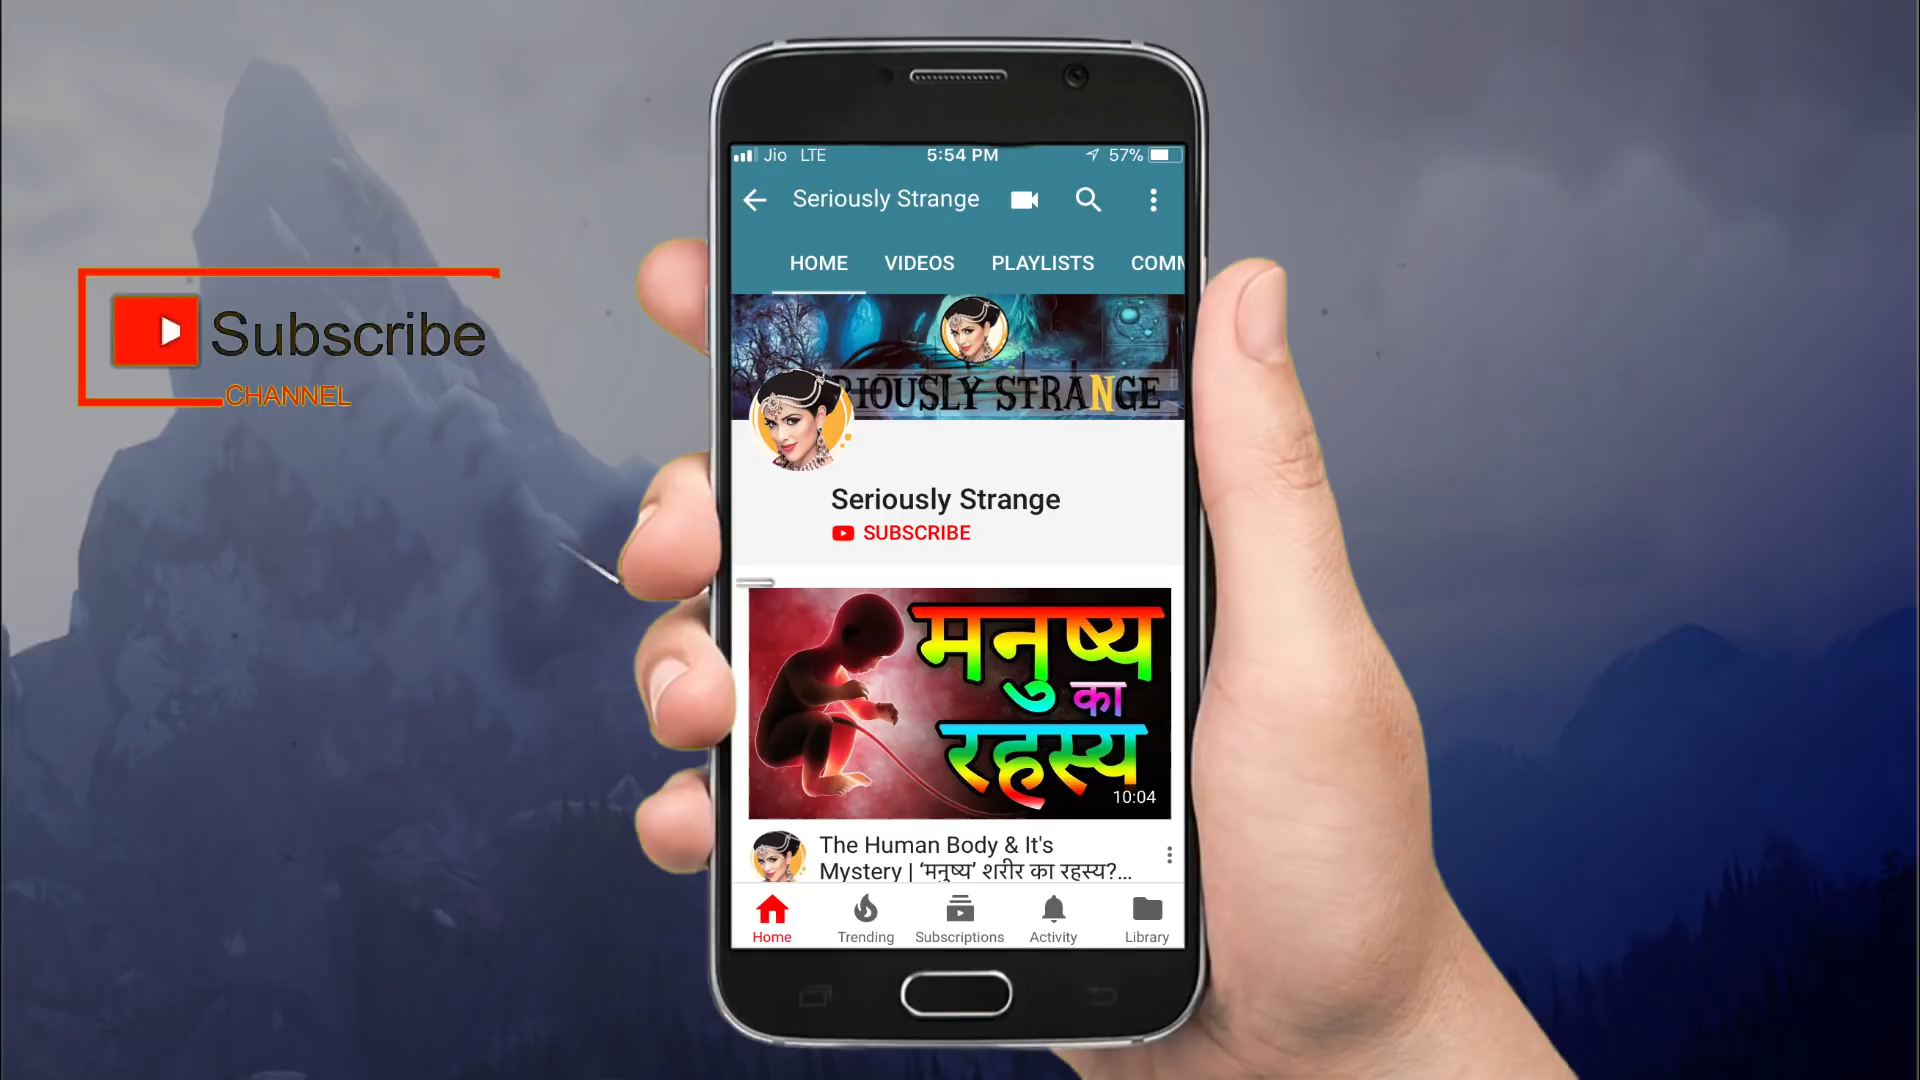 Jio LTE 5:54 PM 57%
Seriously Strange
HOME VIDEOS PLAYLISTS COMM
Subscribe
CHANNEL
RIOUSLY STRANGE
Seriously Strange
SUBSCRIBE
मनुष्य
का
रहस्य
10:04
The Human Body & It's
Mystery | ‘मनुष्य’ शरीर का रहस्य?...
Home Trending Subscriptions Activity Library